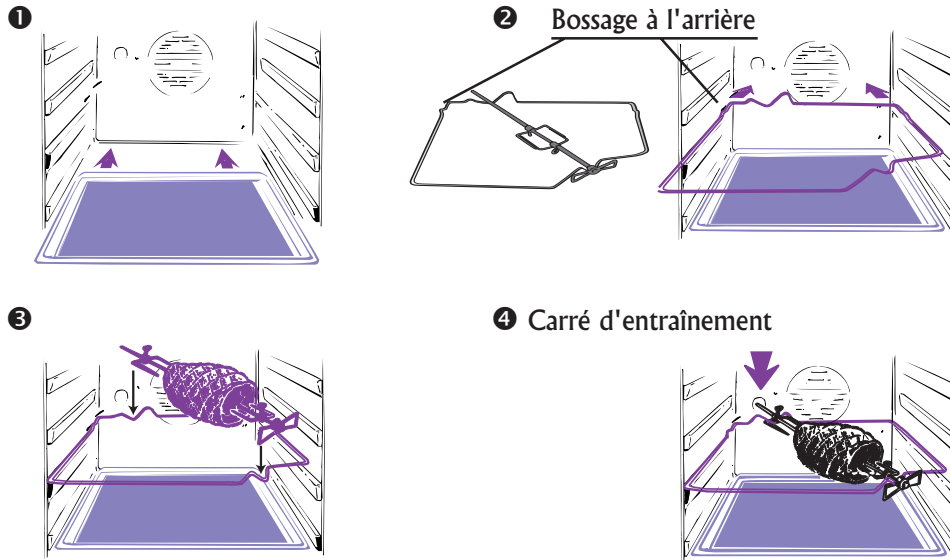 ❶
❷ Bossage à l'arrière
❸
❹ Carré d'entraînement